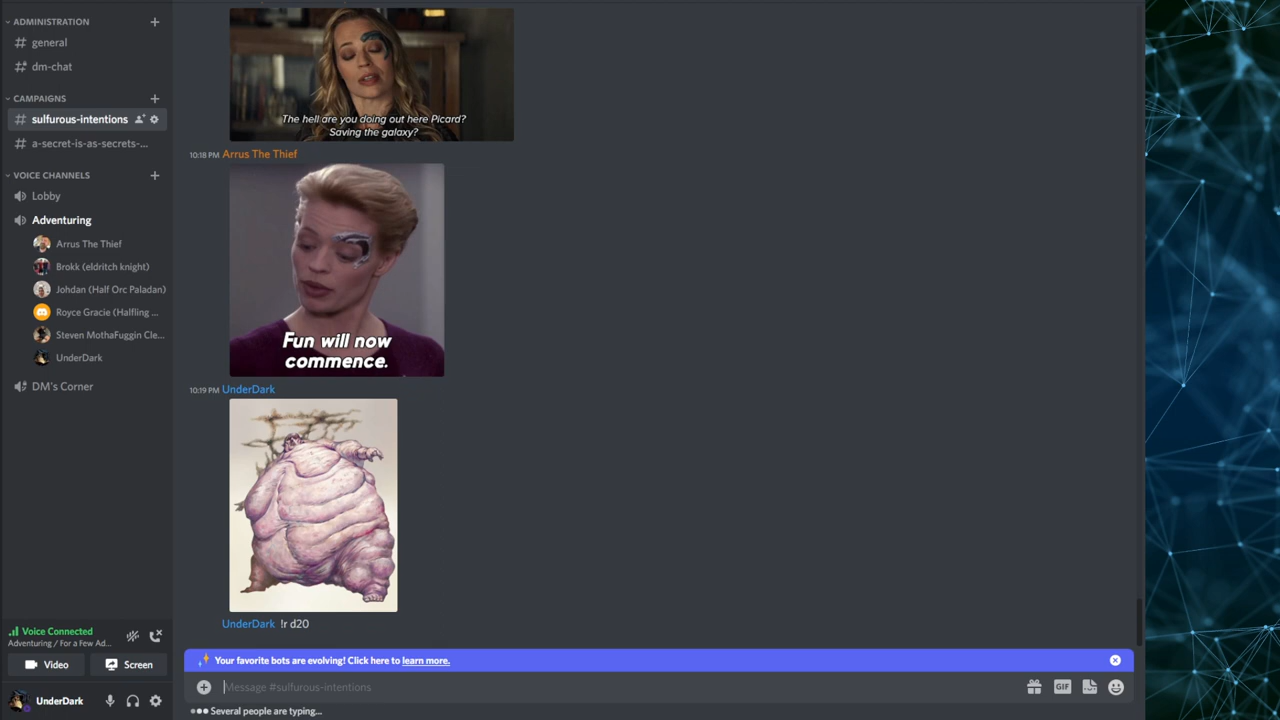 ADMINISTRATION
general
dm-chat
CAMPAIGNS
sulfurous-intentions
a-secret-is-as-secrets-...
VOICE CHANNELS
Lobby
Adventuring
Arrus The Thief
Brokk (eldritch knight)
Johdan (Half Orc Paladan)
Royce Gracie (Halfling ...
Steven MothaFuggin Cle...
UnderDark
DM's Corner
Voice Connected
Adventuring / For a Few Ad...
Video
Screen
UnderDark
The hell are you doing out here Picard?
Saving the galaxy?
10:18 PM Arrus The Thief
Fun will now
commence.
10:19 PM UnderDark
UnderDark !r d20
Your favorite bots are evolving! Click here to learn more.
Message #sulfurous-intentions
GIF
Several people are typing...